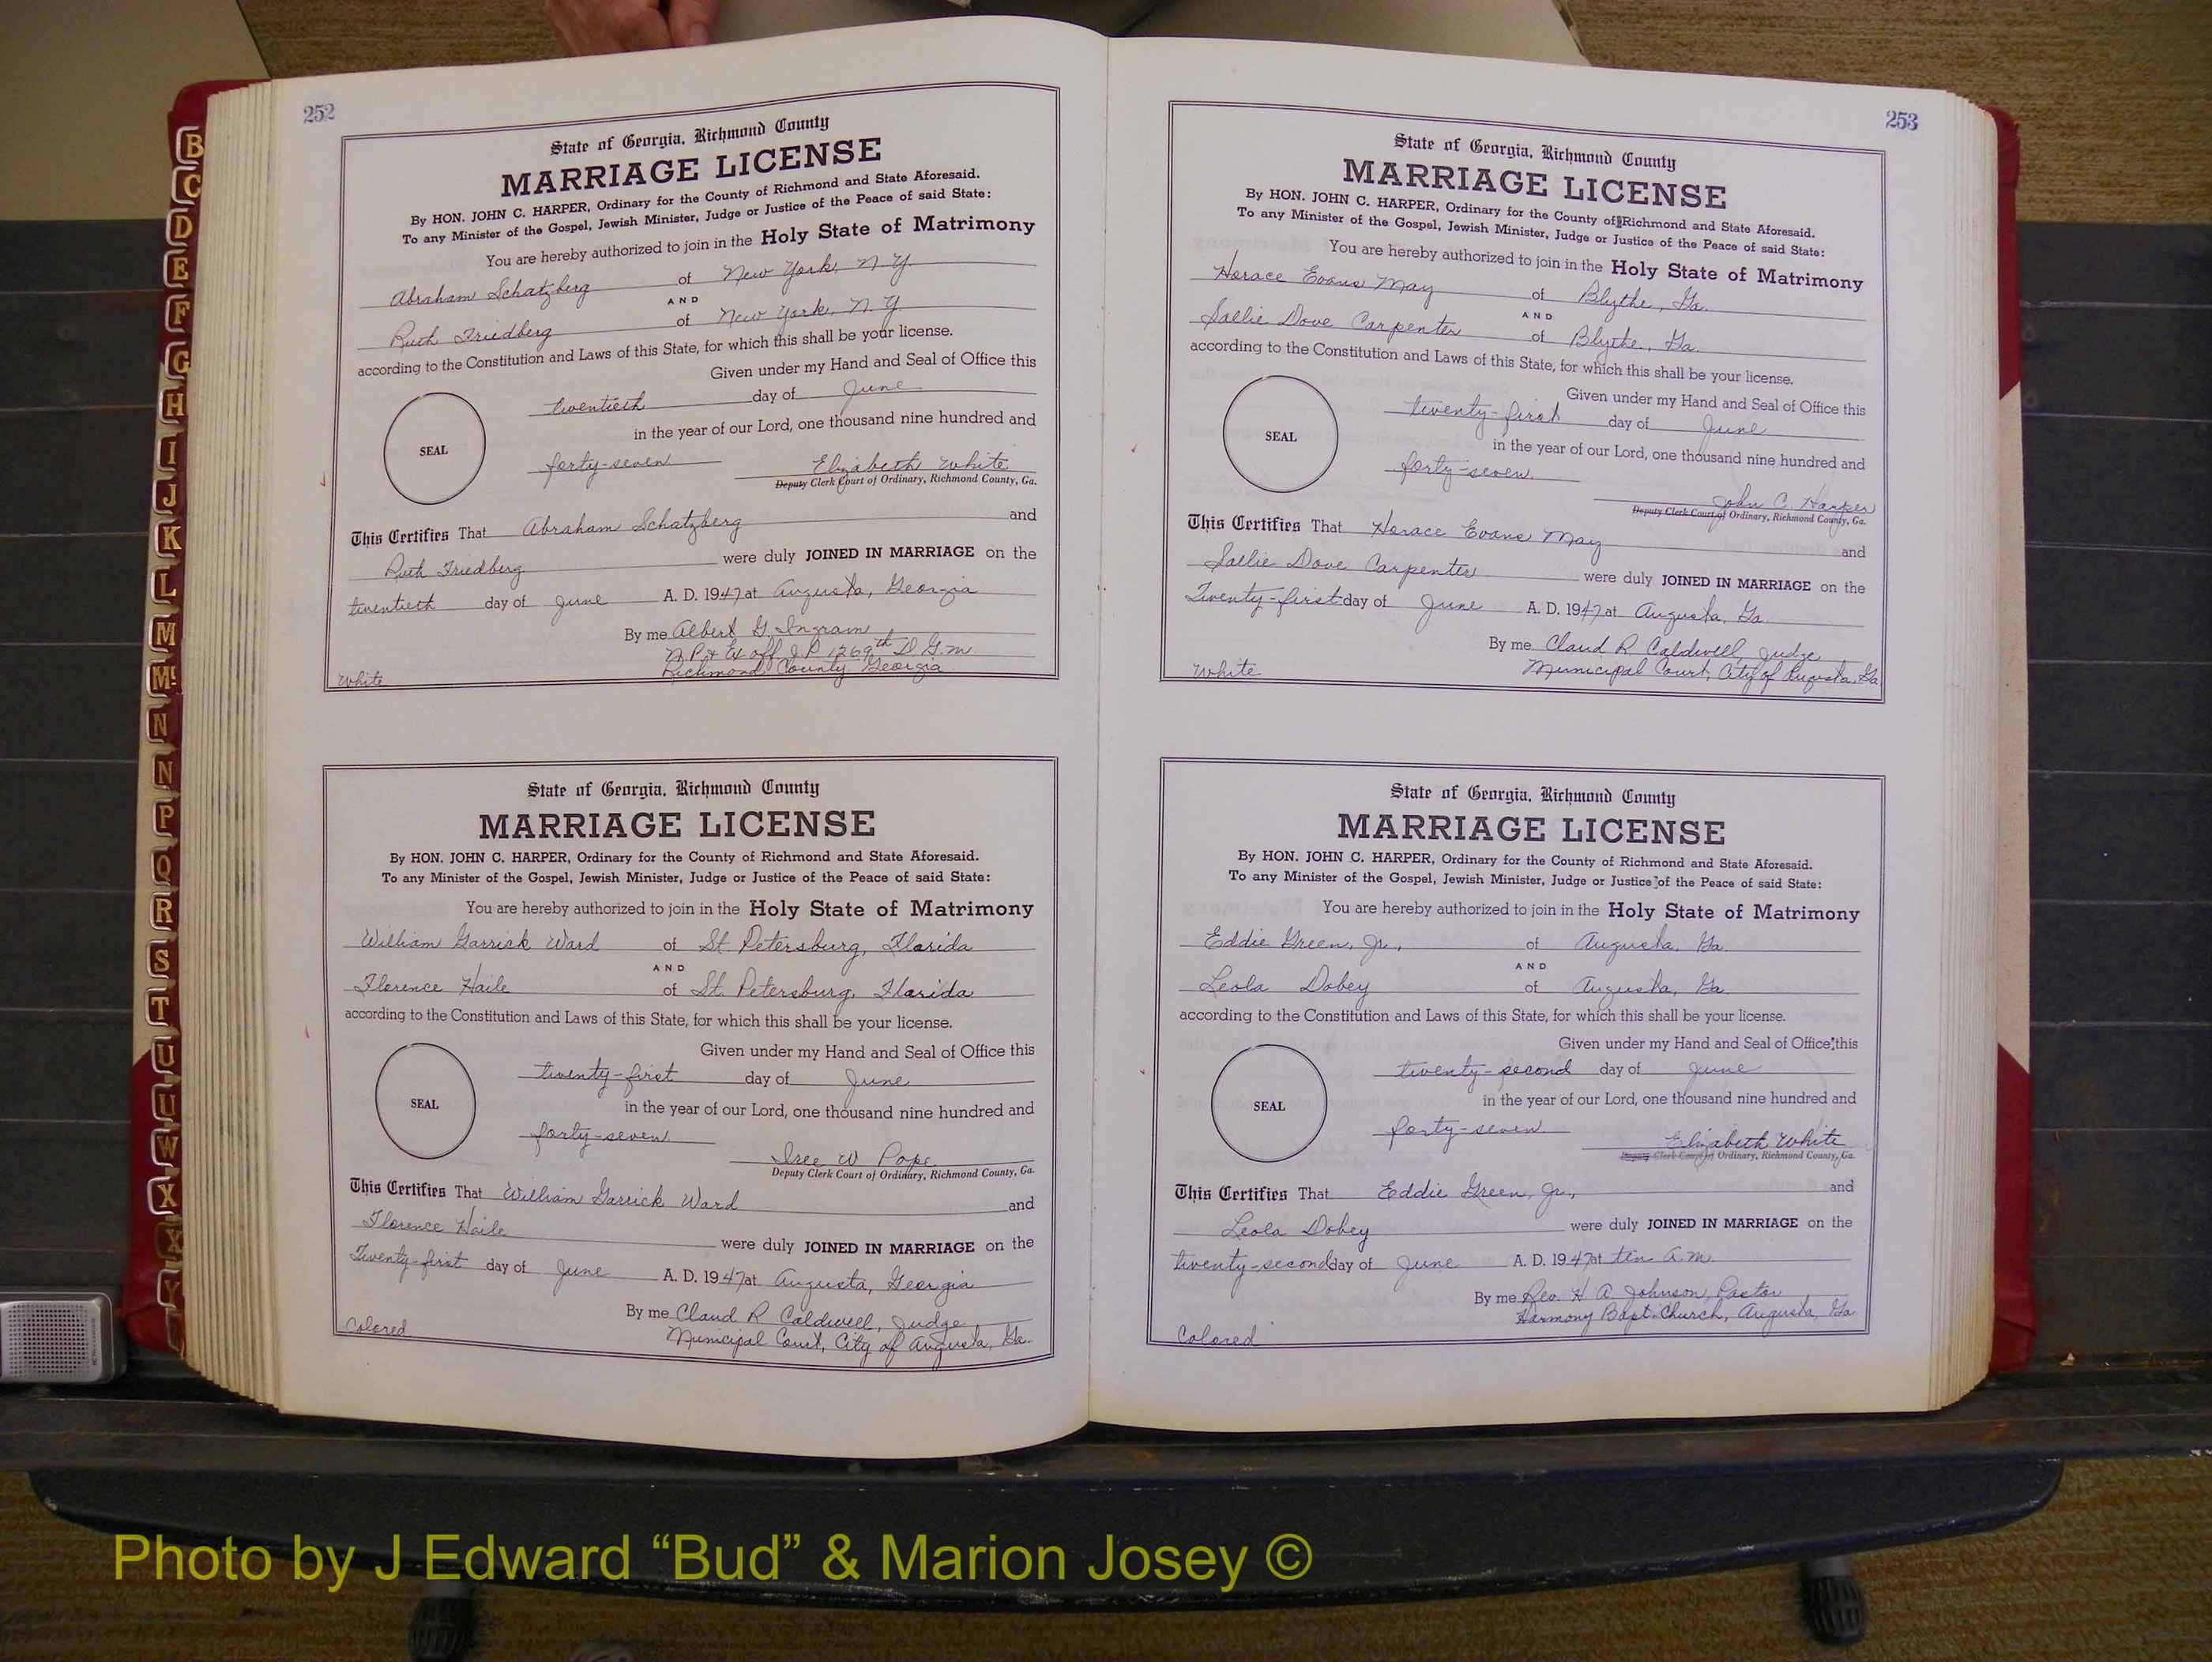 252
State of Georgia, Richmond County
MARRIAGE LICENSE
By HON. JOHN C. HARPER, Ordinary for the County of Richmond and State Aforesaid.
To any Minister of the Gospel, Jewish Minister, Judge or Justice of the Peace of said State:
You are hereby authorized to join in the Holy State of Matrimony
Abraham Schatzberg of New York, N. Y.
AND
Ruth Friedberg of New York, N. Y.
according to the Constitution and Laws of this State, for which this shall be your license.
Given under my Hand and Seal of Office this
twentieth day of June
in the year of our Lord, one thousand nine hundred and
SEAL
forty-seven Elizabeth White
Deputy Clerk Court of Ordinary, Richmond County, Ga.
This Certifies That Abraham Schatzberg and
Ruth Friedberg were duly JOINED IN MARRIAGE on the
twentieth day of June A. D. 1947 at Augusta, Georgia
By me Albert G. Ingram
N.P. & Ex off J.P. 1269th D G.M
Richmond County Georgia
White
State of Georgia, Richmond County
MARRIAGE LICENSE
By HON. JOHN C. HARPER, Ordinary for the County of Richmond and State Aforesaid.
To any Minister of the Gospel, Jewish Minister, Judge or Justice of the Peace of said State:
You are hereby authorized to join in the Holy State of Matrimony
William Garrick Ward of St. Petersburg, Florida
AND
Florence Haile of St. Petersburg, Florida
according to the Constitution and Laws of this State, for which this shall be your license.
Given under my Hand and Seal of Office this
twenty-first day of June
SEAL
in the year of our Lord, one thousand nine hundred and
forty-seven W Pope
Deputy Clerk Court of Ordinary, Richmond County, Ga.
This Certifies That William Garrick Ward and
Florence Haile were duly JOINED IN MARRIAGE on the
Twenty-first day of June A. D. 1947 at Augusta, Georgia
By me Claud R. Caldwell, Judge
Municipal Court, City of Augusta, Ga.
Colored
253
State of Georgia, Richmond County
MARRIAGE LICENSE
By HON. JOHN C. HARPER, Ordinary for the County of Richmond and State Aforesaid.
To any Minister of the Gospel, Jewish Minister, Judge or Justice of the Peace of said State:
You are hereby authorized to join in the Holy State of Matrimony
Horace Evans May of Blythe, Ga.
AND
Sallie Dove Carpenter of Blythe, Ga.
according to the Constitution and Laws of this State, for which this shall be your license.
Given under my Hand and Seal of Office this
twenty-first day of June
SEAL
in the year of our Lord, one thousand nine hundred and
forty-seven John C. Harper
Deputy Clerk Court of Ordinary, Richmond County, Ga.
This Certifies That Horace Evans May and
Sallie Dove Carpenter were duly JOINED IN MARRIAGE on the
Twenty-first day of June A. D. 1947 at Augusta, Ga.
By me Claud R. Caldwell, Judge
Municipal Court, City of Augusta, Ga
White
State of Georgia, Richmond County
MARRIAGE LICENSE
By HON. JOHN C. HARPER, Ordinary for the County of Richmond and State Aforesaid.
To any Minister of the Gospel, Jewish Minister, Judge or Justice of the Peace of said State:
You are hereby authorized to join in the Holy State of Matrimony
Eddie Green, Jr., of Augusta, Ga.
AND
Leola Dobey of Augusta, Ga.
according to the Constitution and Laws of this State, for which this shall be your license.
Given under my Hand and Seal of Office this
twenty-second day of June
SEAL
in the year of our Lord, one thousand nine hundred and
forty-seven Elizabeth White
Deputy Clerk Court of Ordinary, Richmond County, Ga.
This Certifies That Eddie Green, Jr., and
Leola Dobey were duly JOINED IN MARRIAGE on the
twenty-second day of June A. D. 1947 at ten A.M.
By me Rev. H. A. Johnson, Pastor
Harmony Bapt. Church, Augusta, Ga.
Colored
B
C
D
E
F
G
H
I
J
K
L
M
Mc
N
N
P
Q
R
S
T
U
U
W
X
X
Y
Photo by J Edward “Bud” & Marion Josey ©